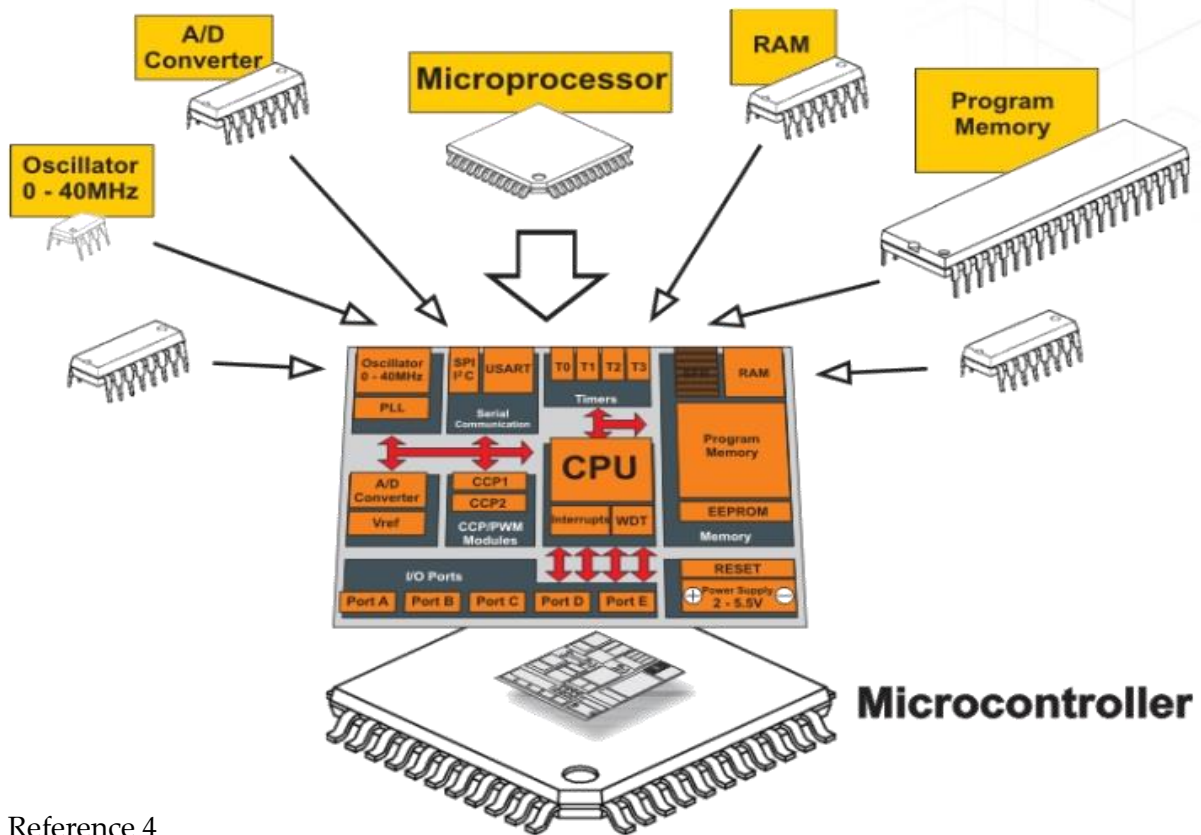 A/D
Converter
RAM
Microprocessor
Program
Memory
Oscillator
0 - 40MHz
Oscillator
0 - 40MHz
PLL
SPI
I²C
USART
Serial
Communication
T0 T1 T2 T3
Timers
RAM
Program
Memory
EEPROM
Memory
A/D
Converter
Vref
CCP1
CCP2
CCP/PWM
Modules
CPU
Interrupts WDT
I/O Ports
Port A Port B Port C Port D Port E
RESET
Power Supply
2 - 5.5V
Microcontroller
Reference 4